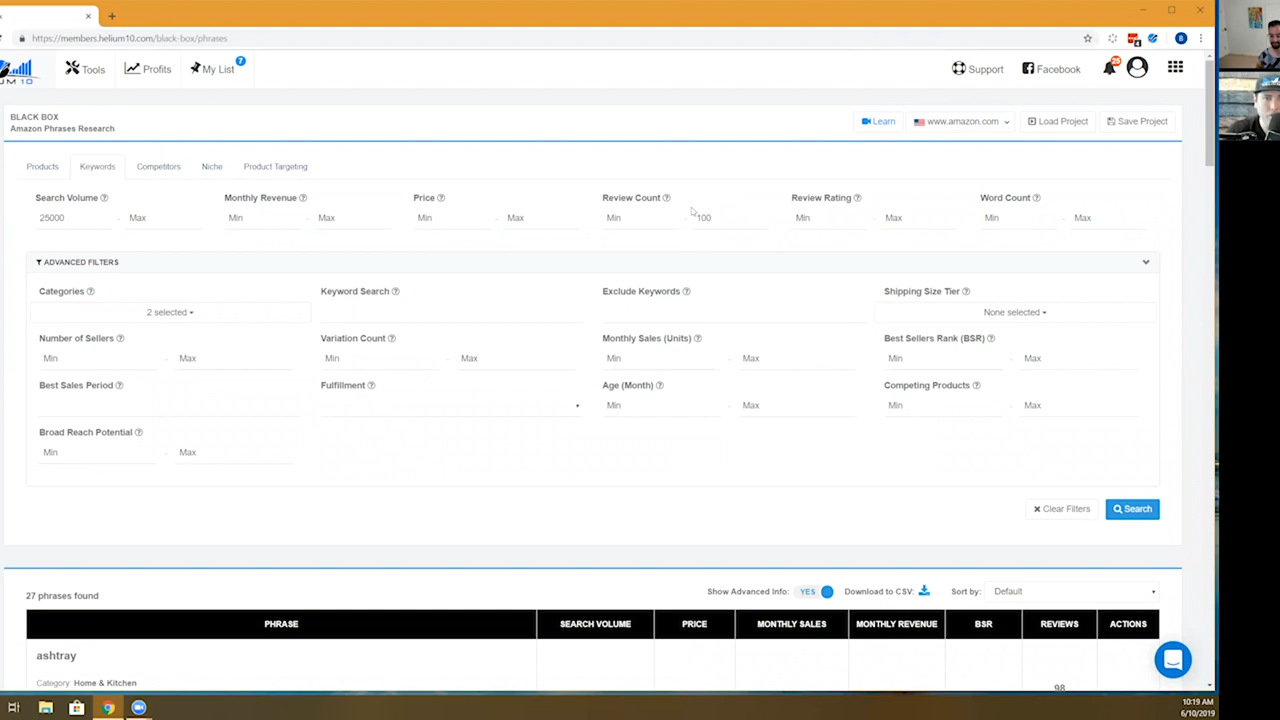 https://members.helium10.com/black-box/phrases
4
B
Tools
Profits
My List
7
Support
Facebook
26
BLACK BOX
Amazon Phrases Research
Learn
www.amazon.com
Load Project
Save Project
Products
Keywords
Competitors
Niche
Product Targeting
Search Volume
Monthly Revenue
Price
Review Count
Review Rating
Word Count
25000 - Max
Min - Max
Min - Max
Min - 100
Min - Max
Min - Max
ADVANCED FILTERS
Categories
Keyword Search
Exclude Keywords
Shipping Size Tier
2 selected
None selected
Number of Sellers
Variation Count
Monthly Sales (Units)
Best Sellers Rank (BSR)
Min - Max
Min - Max
Min - Max
Min - Max
Best Sales Period
Fulfillment
Age (Month)
Competing Products
Min - Max
Min - Max
Broad Reach Potential
Min - Max
Clear Filters
Search
27 phrases found
Show Advanced Info: YES
Download to CSV:
Sort by: Default
PHRASE
SEARCH VOLUME
PRICE
MONTHLY SALES
MONTHLY REVENUE
BSR
REVIEWS
ACTIONS
ashtray
Category: Home & Kitchen
98
10:19 AM
6/10/2019